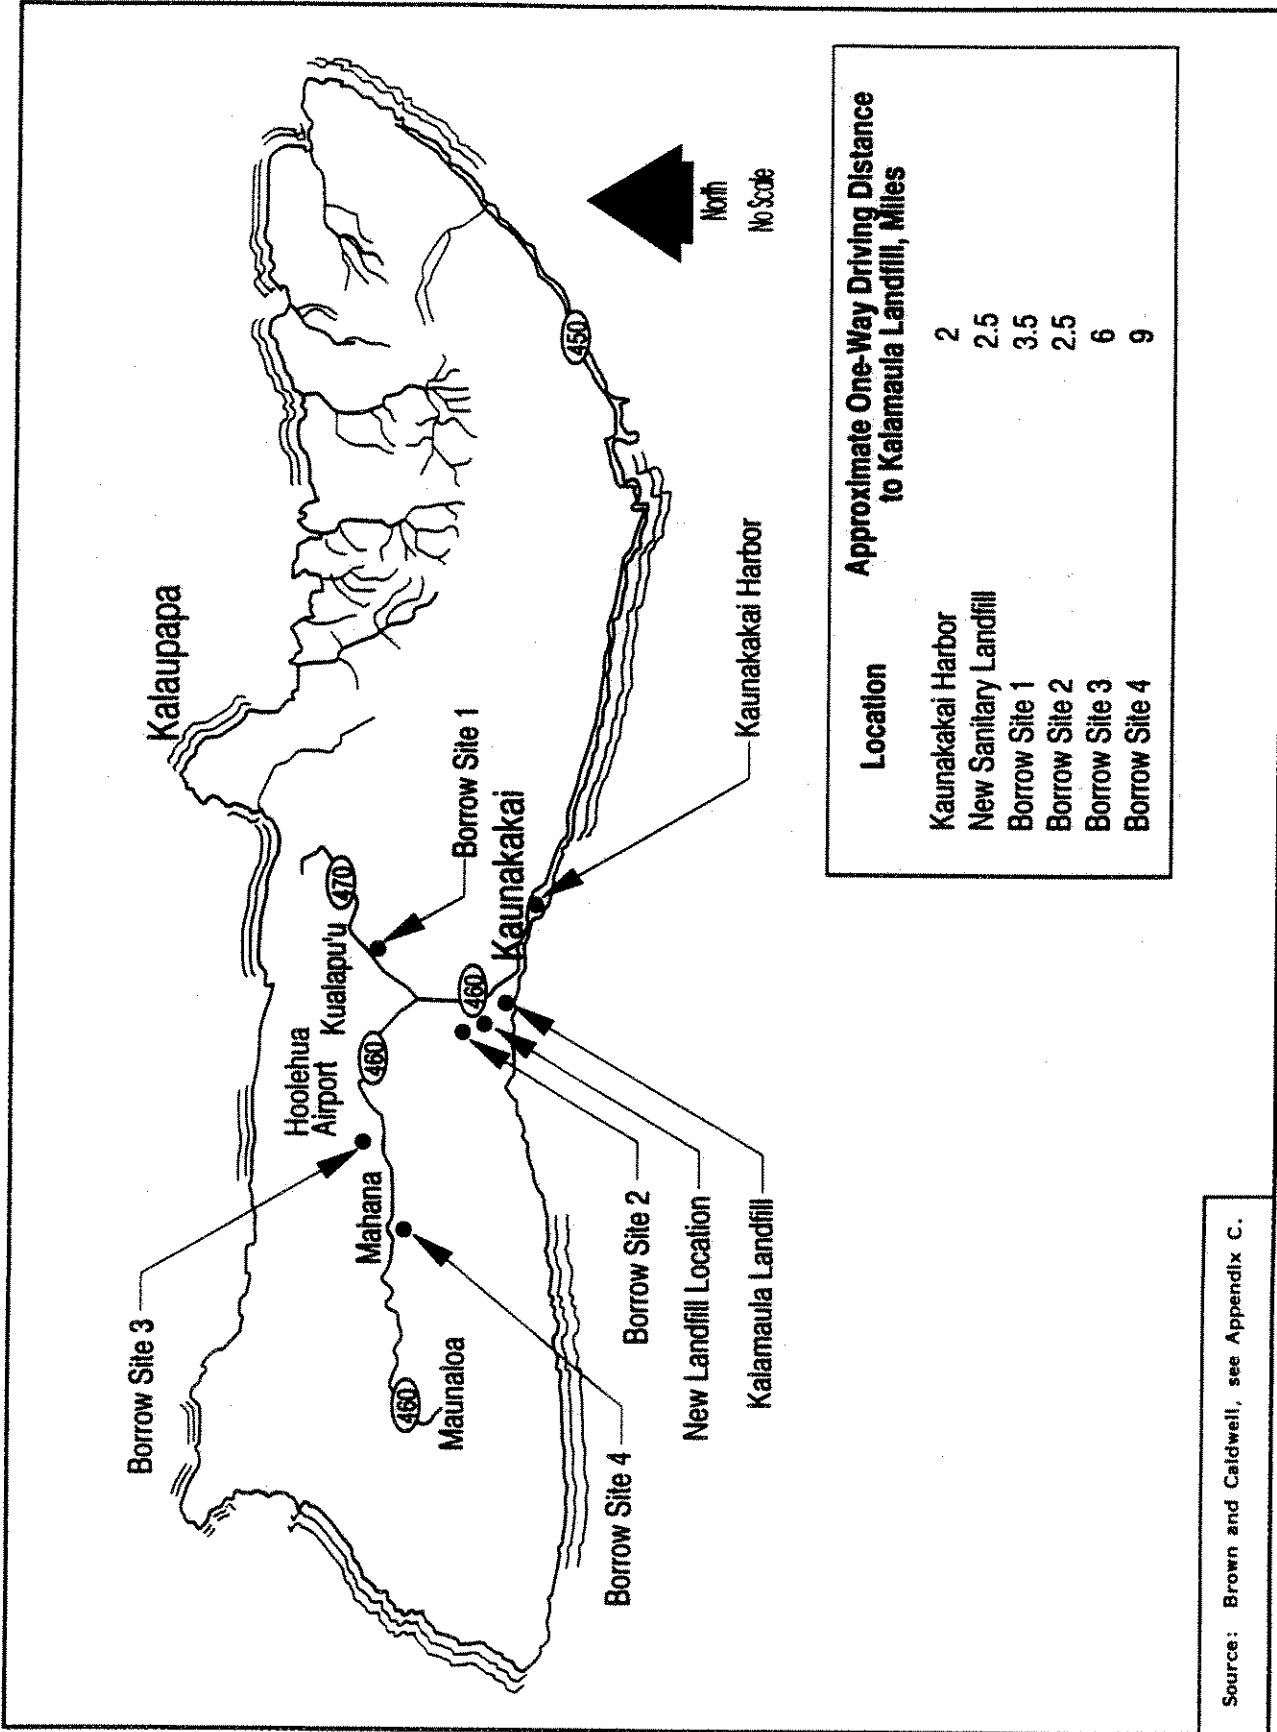 Kalaupapa
Borrow Site 3
Hoolehua
Airport
Kualapu'u
470
Borrow Site 1
460
Mahana
460
Kaunakakai
460
Maunaloa
450
North
No Scale
Borrow Site 4
Borrow Site 2
New Landfill Location
Kalamaula Landfill
Kaunakakai Harbor
Location
Approximate One-Way Driving Distance
to Kalamaula Landfill, Miles
Kaunakakai Harbor 2
New Sanitary Landfill 2.5
Borrow Site 1 3.5
Borrow Site 2 2.5
Borrow Site 3 6
Borrow Site 4 9
Source: Brown and Caldwell, see Appendix C.